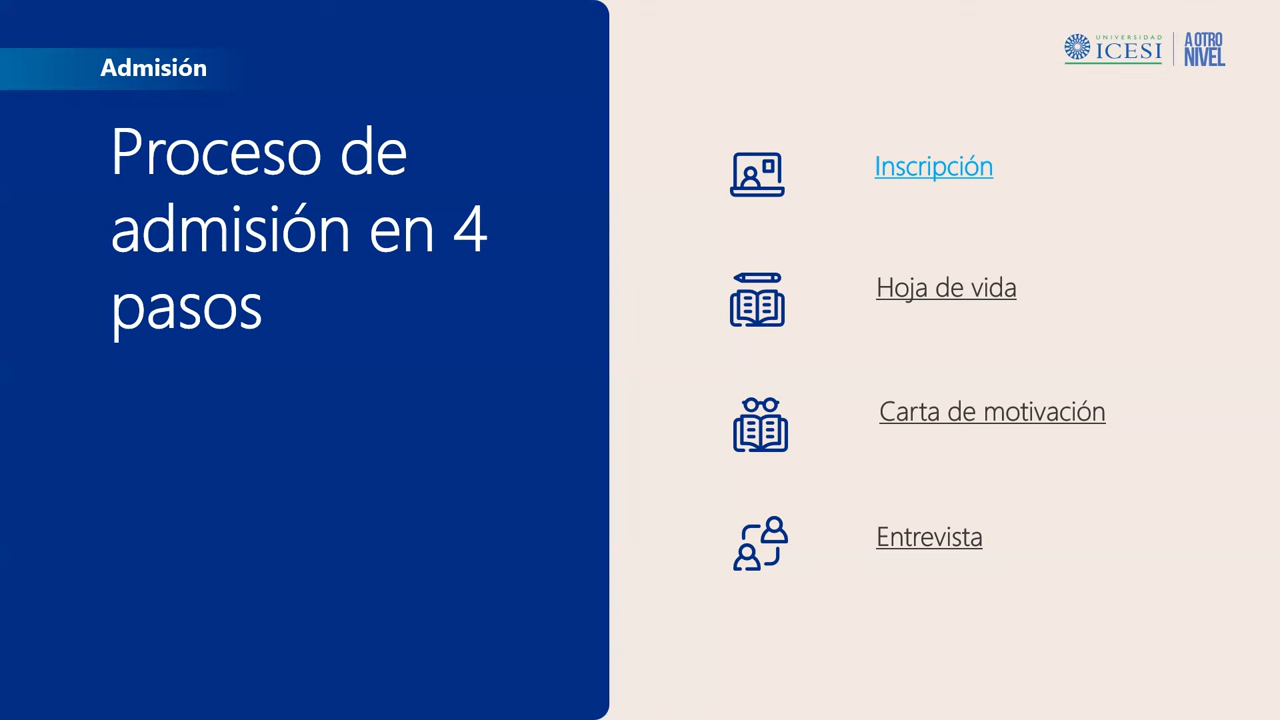 Admisión
Proceso de
admisión en 4
pasos
UNIVERSIDAD
ICESI
A OTRO
NIVEL
Inscripción
Hoja de vida
Carta de motivación
Entrevista